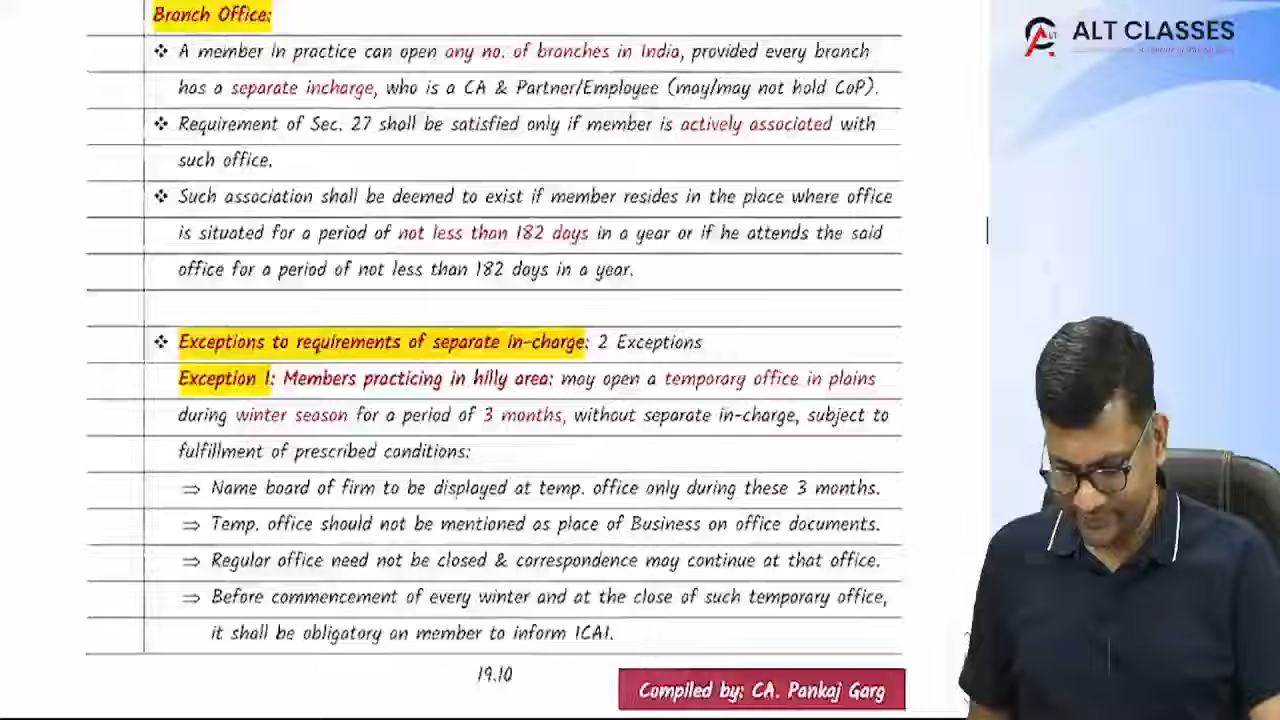 Branch Office:
❖ A member in practice can open any no. of branches in India, provided every branch
has a separate incharge, who is a CA & Partner/Employee (may/may not hold CoP).
❖ Requirement of Sec. 27 shall be satisfied only if member is actively associated with
such office.
❖ Such association shall be deemed to exist if member resides in the place where office
is situated for a period of not less than 182 days in a year or if he attends the said
office for a period of not less than 182 days in a year.
❖ Exceptions to requirements of separate in-charge: 2 Exceptions
Exception 1: Members practicing in hilly area: may open a temporary office in plains
during winter season for a period of 3 months, without separate in-charge, subject to
fulfillment of prescribed conditions:
⇒ Name board of firm to be displayed at temp. office only during these 3 months.
⇒ Temp. office should not be mentioned as place of Business on office documents.
⇒ Regular office need not be closed & correspondence may continue at that office.
⇒ Before commencement of every winter and at the close of such temporary office,
it shall be obligatory on member to inform ICAI.
19.10
Compiled by: CA. Pankaj Garg
ALT CLASSES